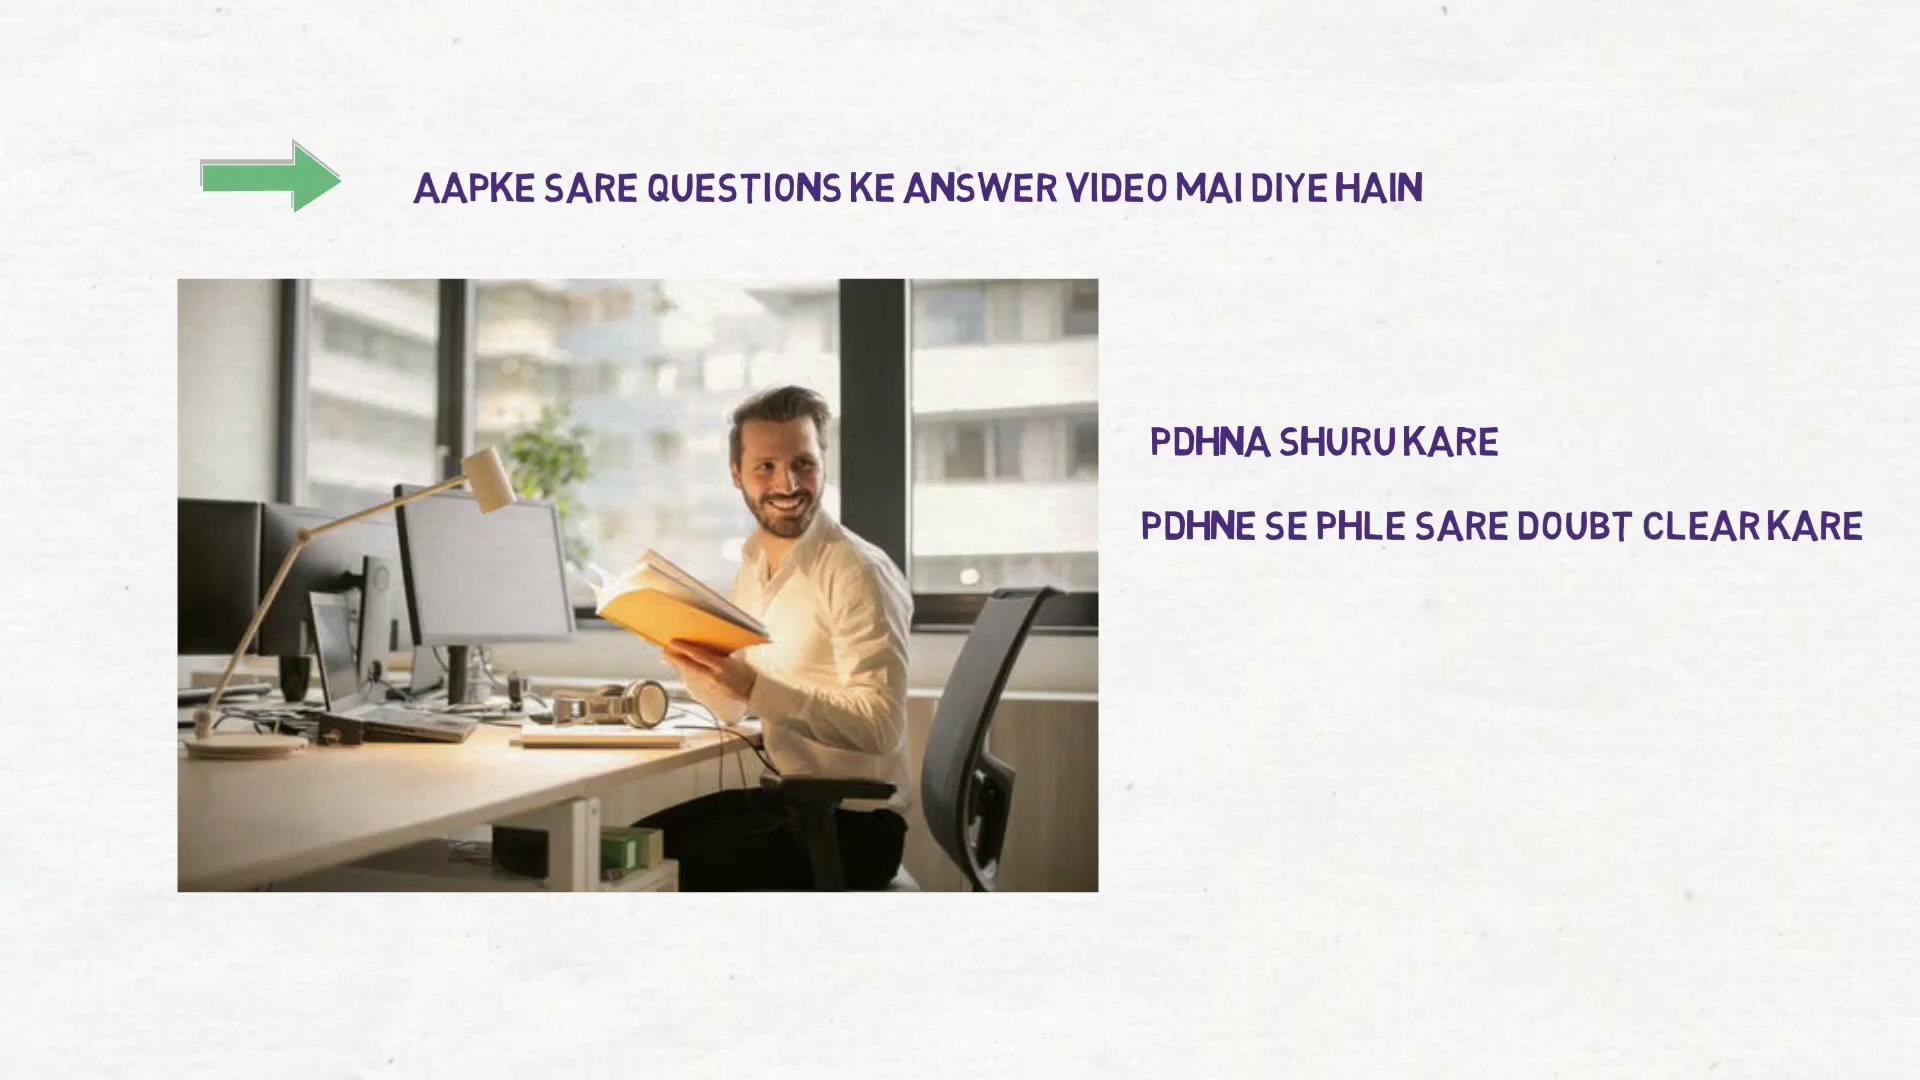 AAPKE SARE QUESTIONS KE ANSWER VIDEO MAI DIYE HAIN
PDHNA SHURU KARE
PDHNE SE PHLE SARE DOUBT CLEAR KARE